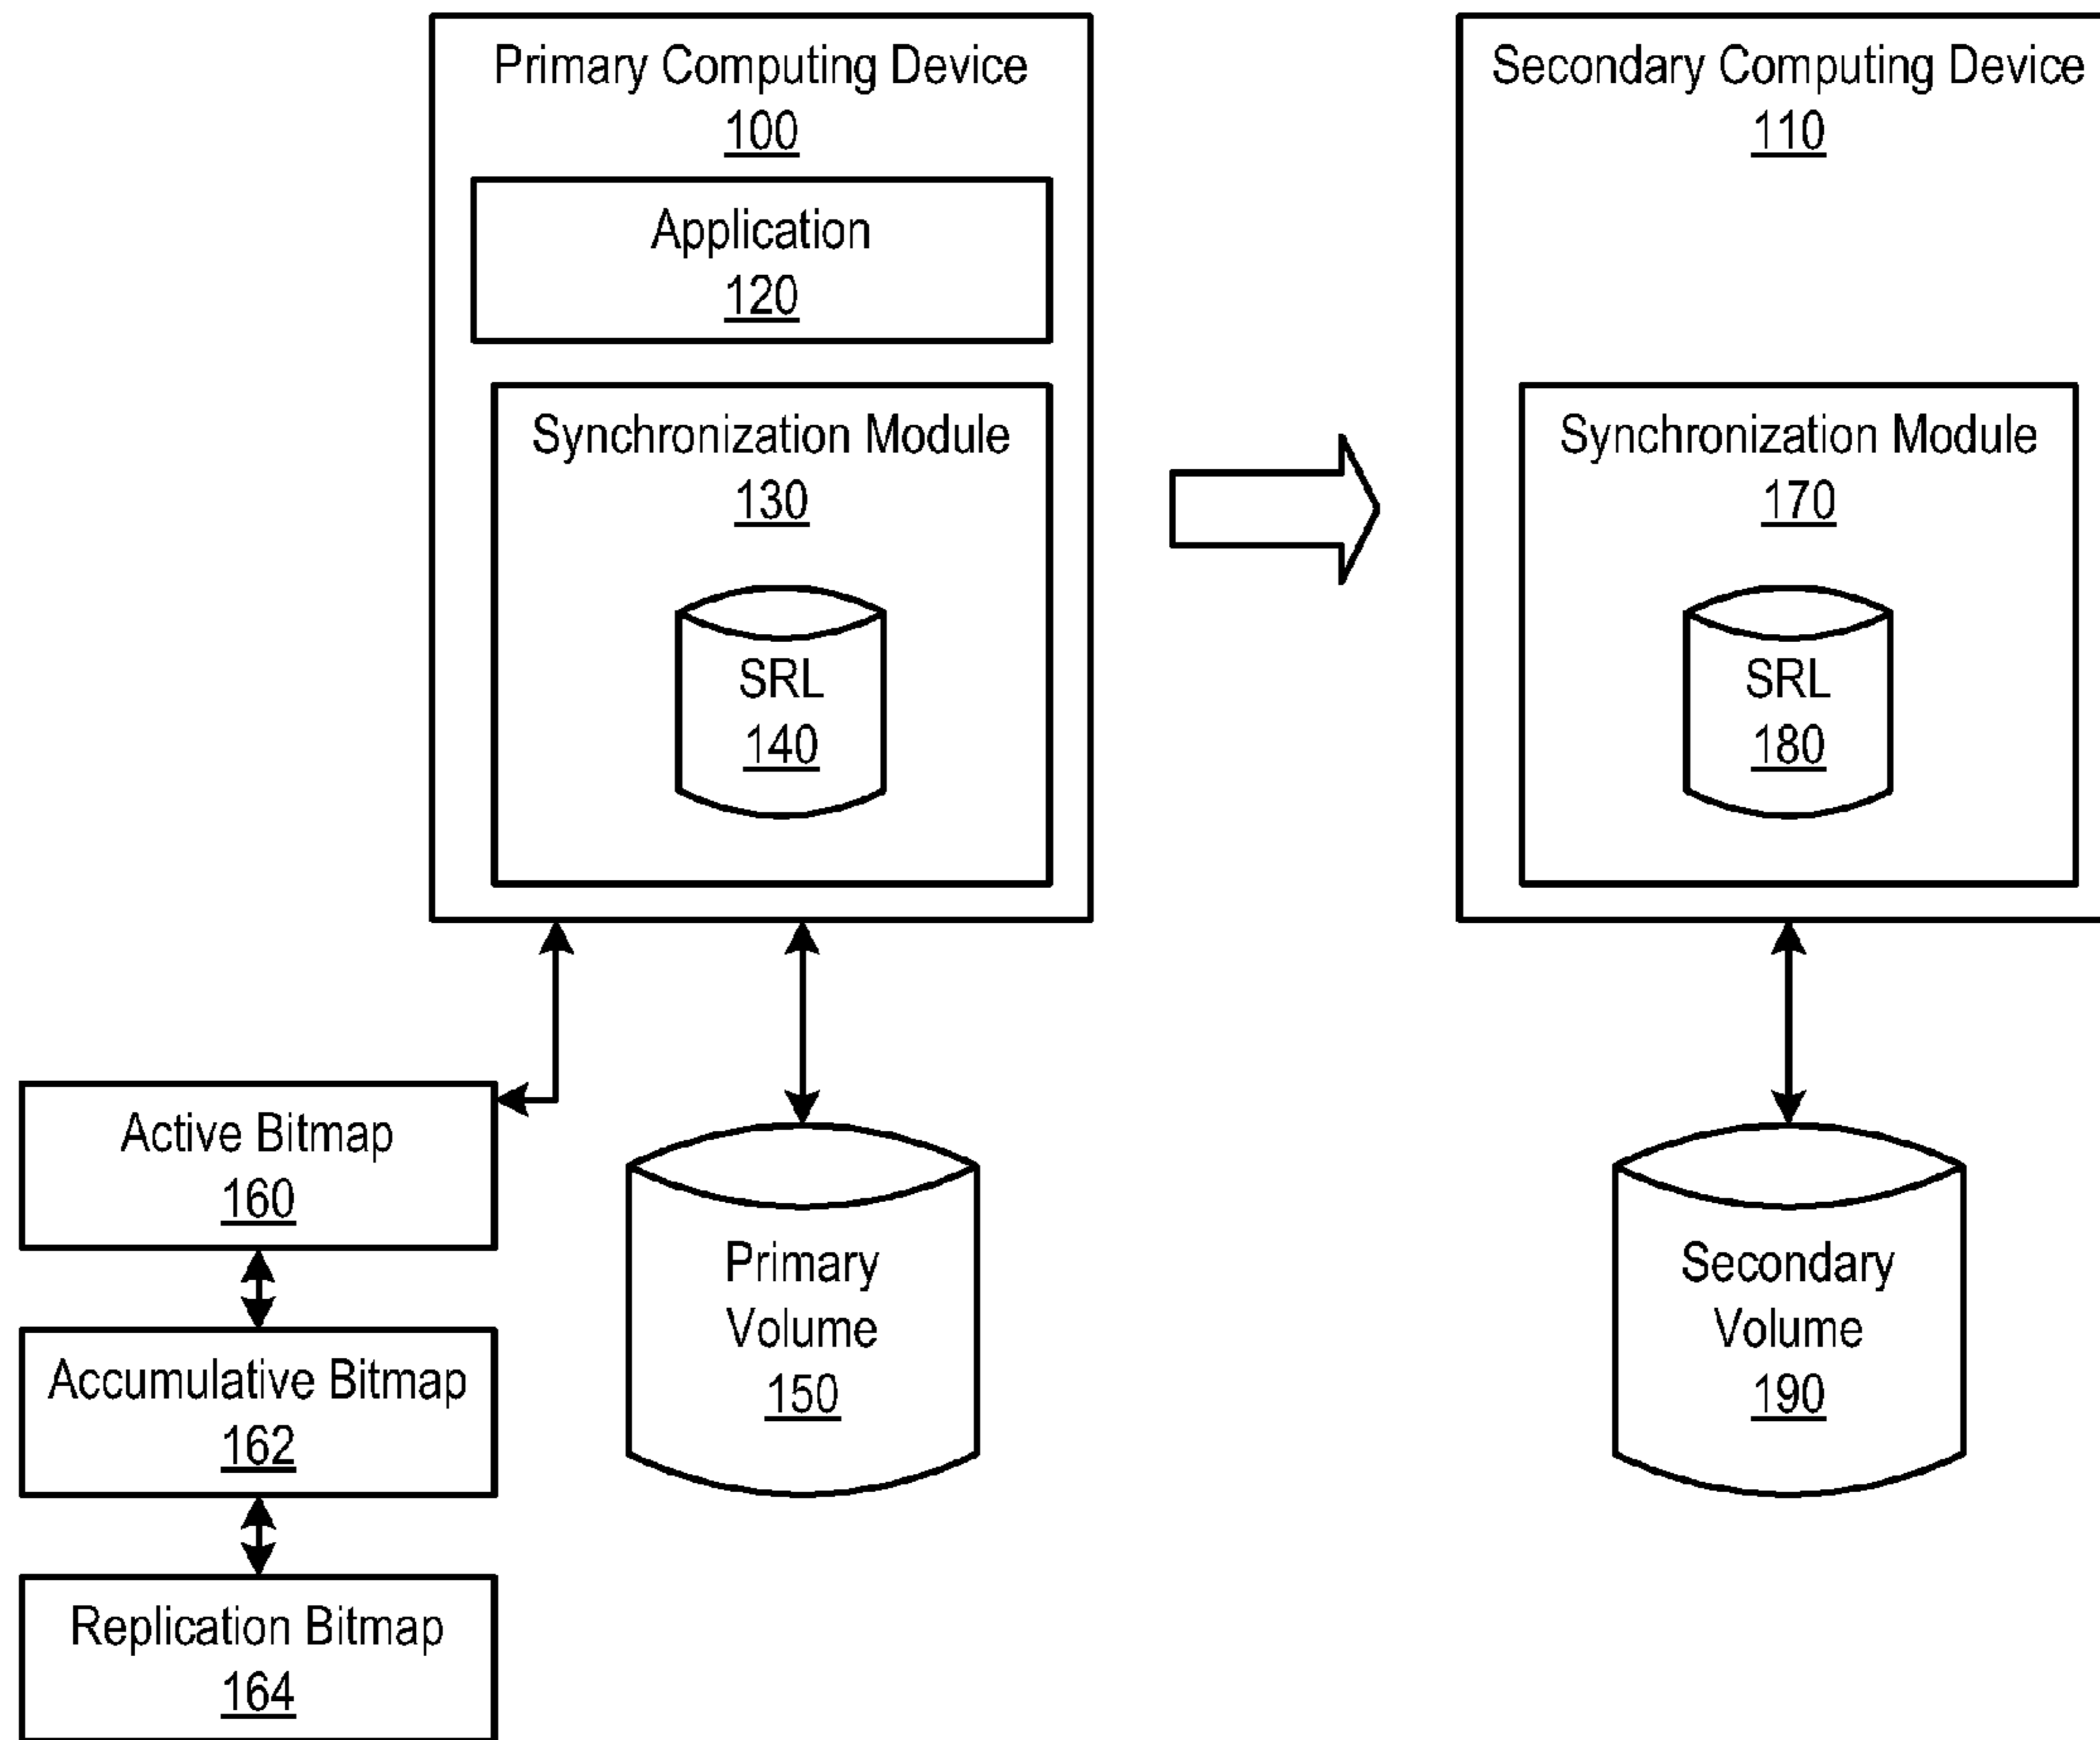 Primary Computing Device
100
Application
120
Synchronization Module
130
SRL
140
Secondary Computing Device
110
Synchronization Module
170
SRL
180
Active Bitmap
160
Accumulative Bitmap
162
Replication Bitmap
164
Primary
Volume
150
Secondary
Volume
190